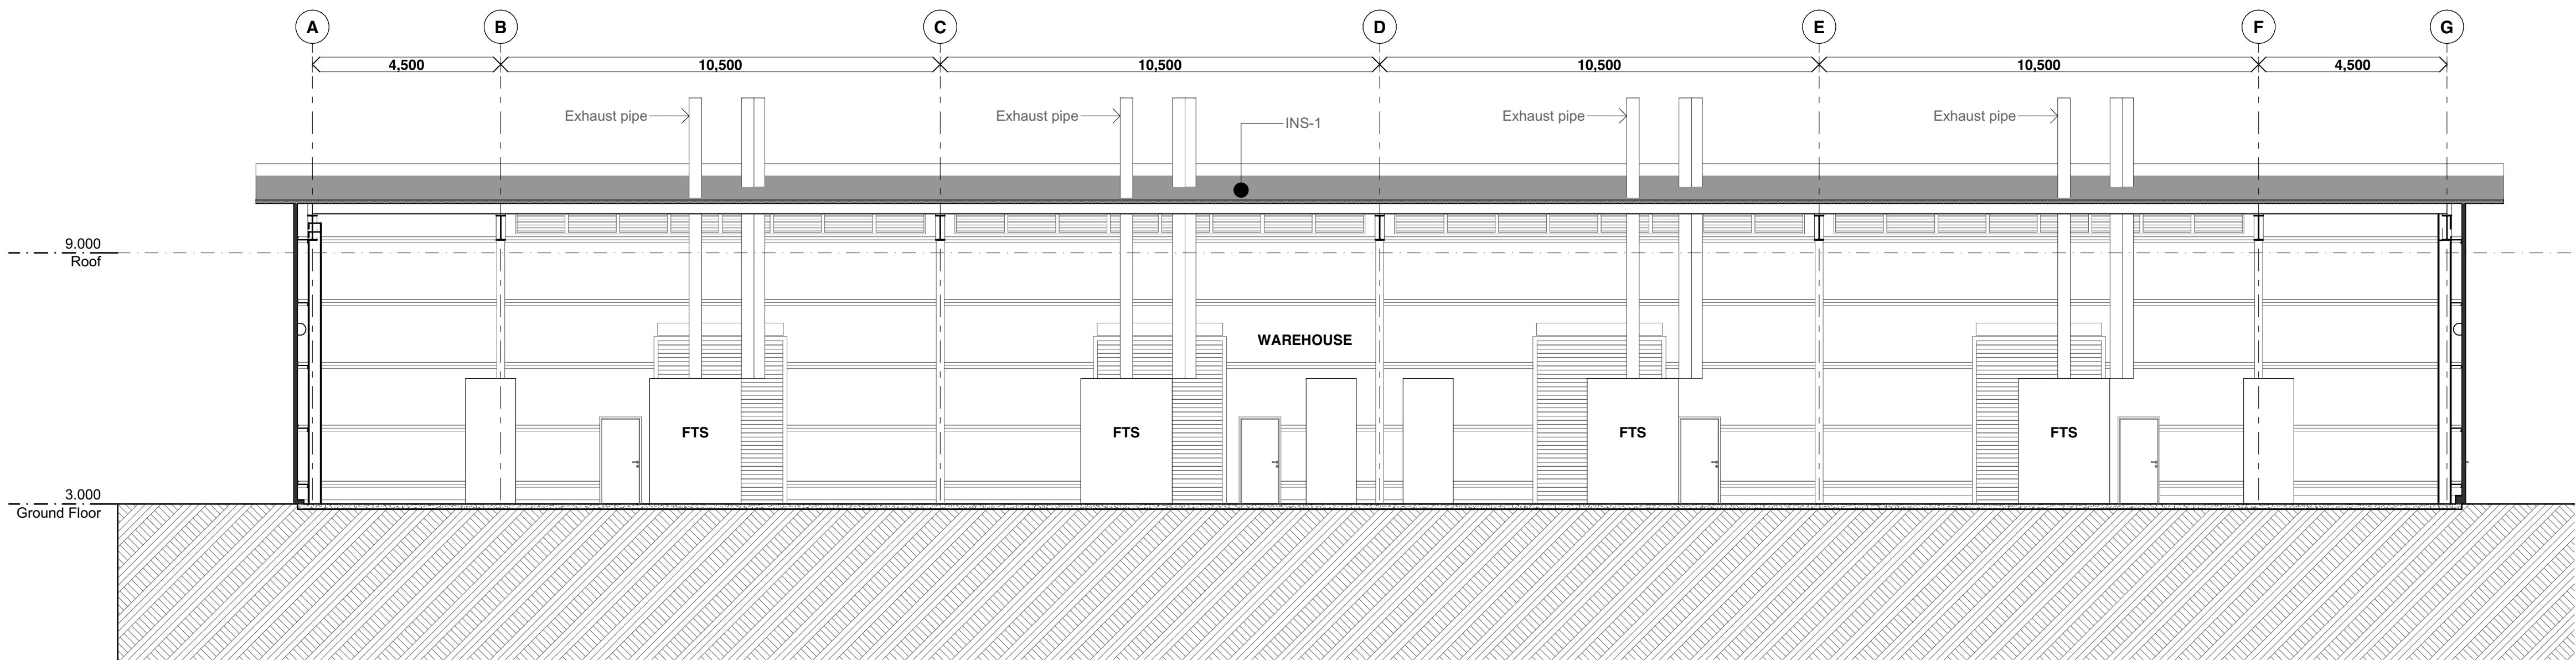 A B C D E F G
4,500 10,500 10,500 10,500 10,500 4,500
Exhaust pipe Exhaust pipe INS-1 Exhaust pipe Exhaust pipe
9.000
Roof
WAREHOUSE
FTS FTS FTS FTS
3.000
Ground Floor